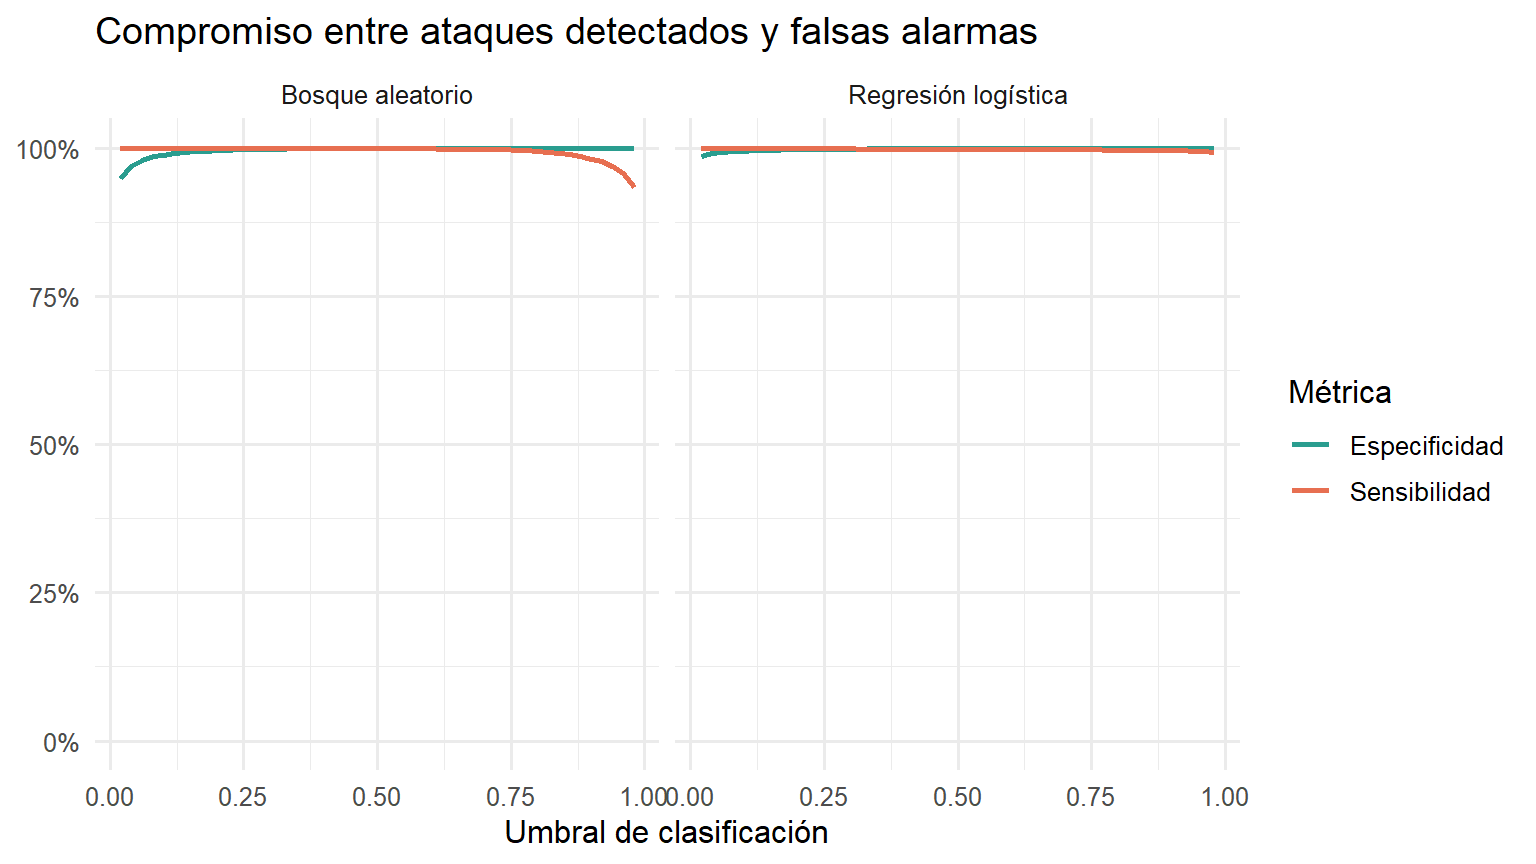 Compromiso entre ataques detectados y falsas alarmas
Bosque aleatorio
Regresión logística
100%
75%
50%
25%
0%
0.00 0.25 0.50 0.75 1.00
0.00 0.25 0.50 0.75 1.00
Umbral de clasificación
Métrica
Especificidad
Sensibilidad